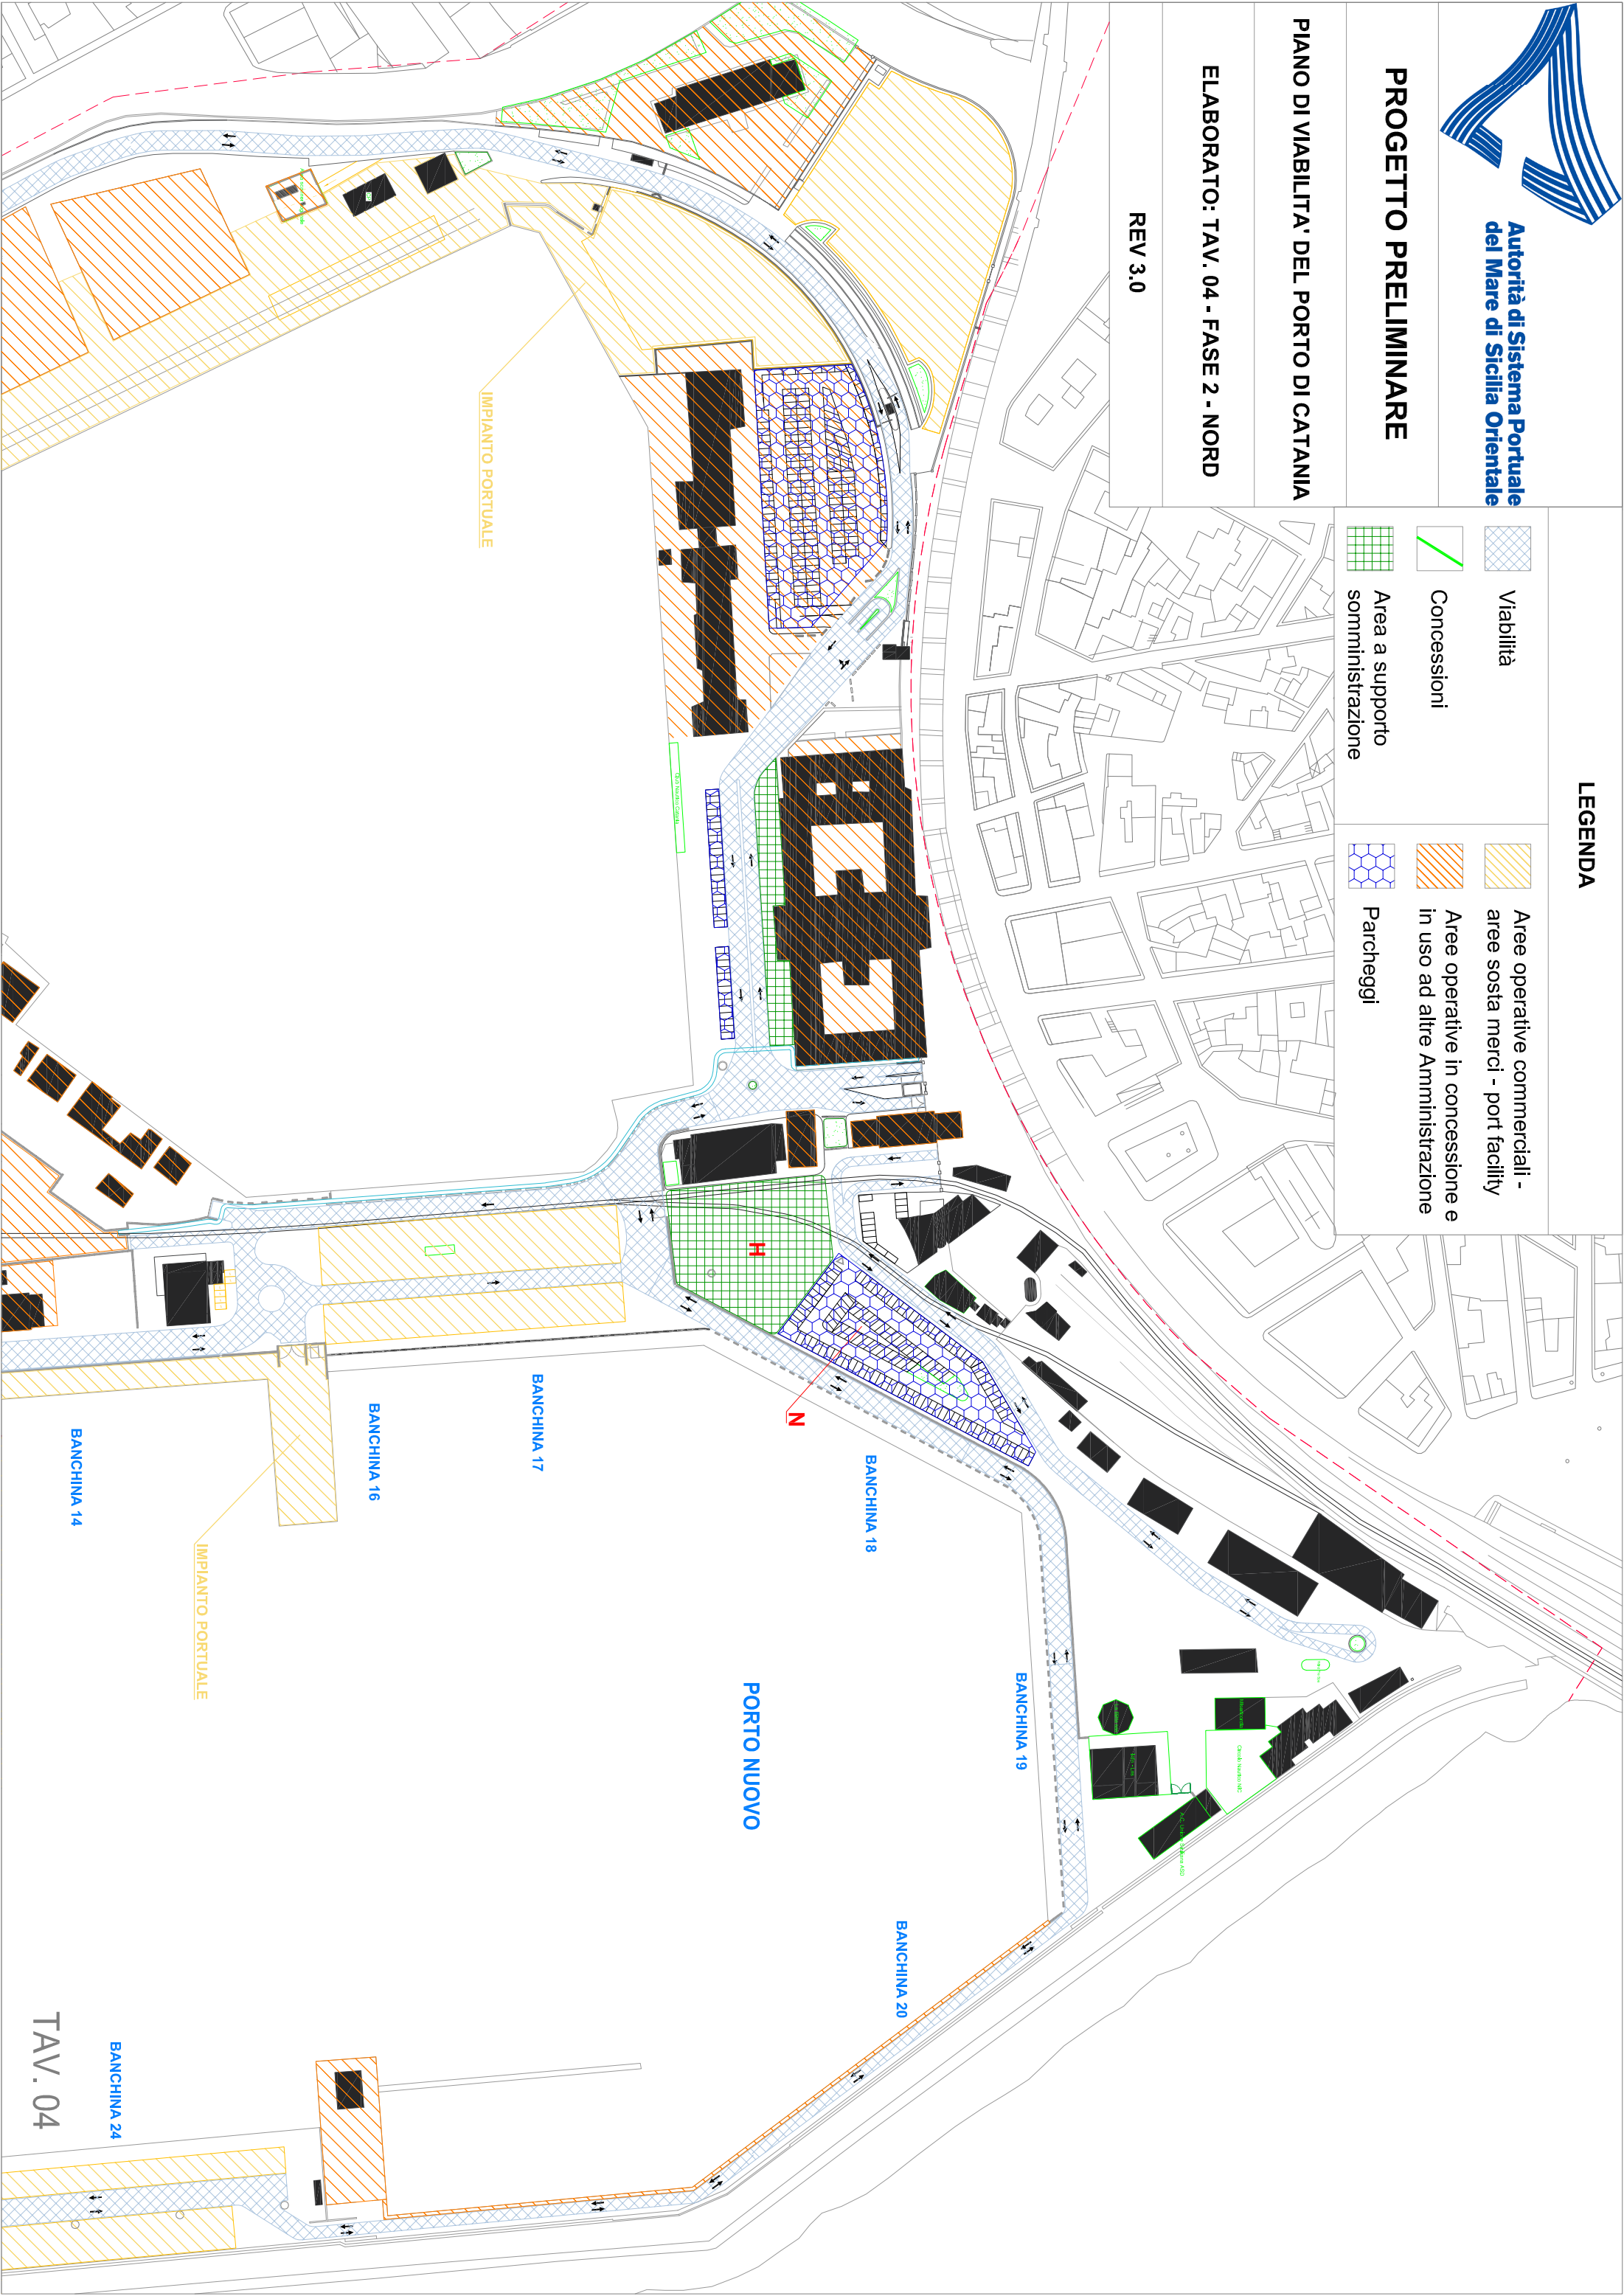 Autorità di Sistema Portuale
del Mare di Sicilia Orientale
PROGETTO PRELIMINARE
PIANO DI VIABILITA' DEL PORTO DI CATANIA
ELABORATO: TAV. 04 - FASE 2 - NORD
REV 3.0
LEGENDA
Viabilità
Concessioni
Area a supporto
somministrazione
Aree operative commerciali -
aree sosta merci - port facility
Aree operative in concessione e
in uso ad altre Amministrazione
Parcheggi
IMPIANTO PORTUALE
H
N
BANCHINA 19
BANCHINA 20
BANCHINA 18
PORTO NUOVO
BANCHINA 17
BANCHINA 16
IMPIANTO PORTUALE
BANCHINA 14
BANCHINA 24
TAV. 04